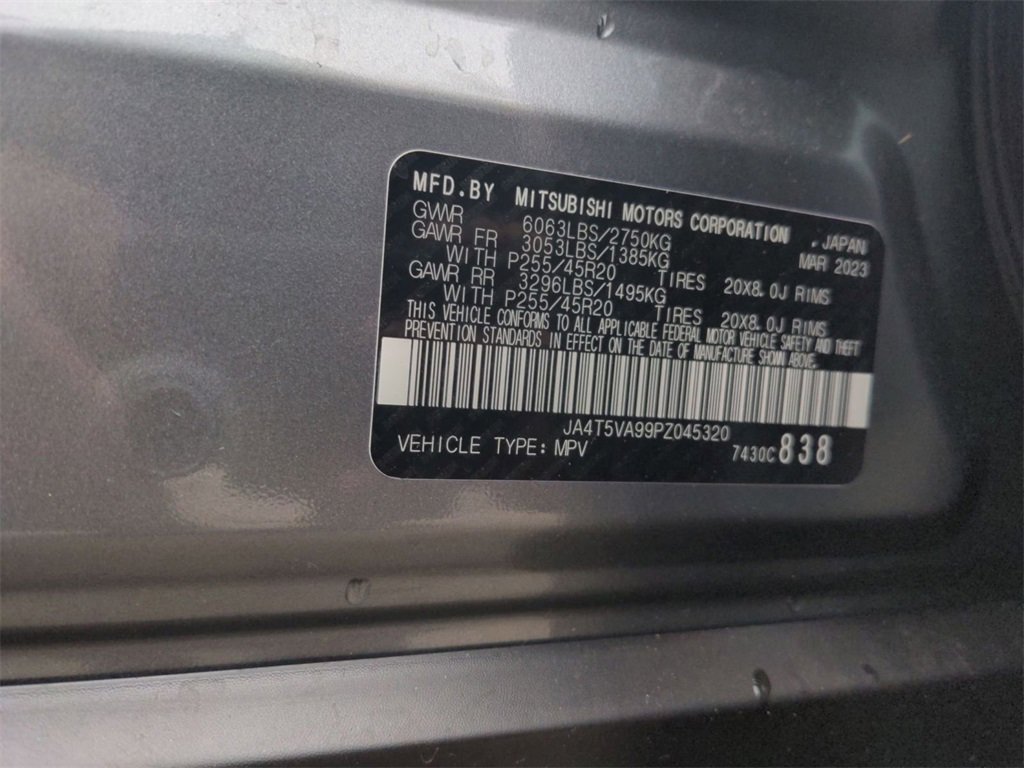 MFD.BY MITSUBISHI MOTORS CORPORATION , JAPAN
GVWR 6063LBS/2750KG MAR 2023
GAWR FR 3053LBS/1385KG
WITH P255/45R20 TIRES 20X8.0J RIMS
GAWR RR 3296LBS/1495KG
WITH P255/45R20 TIRES 20X8.0J RIMS
THIS VEHICLE CONFORMS TO ALL APPLICABLE FEDERAL MOTOR VEHICLE SAFETY AND THEFT
PREVENTION STANDARDS IN EFFECT ON THE DATE OF MANUFACTURE SHOWN ABOVE.
JA4T5VA99PZ045320
VEHICLE TYPE: MPV 7430C 838